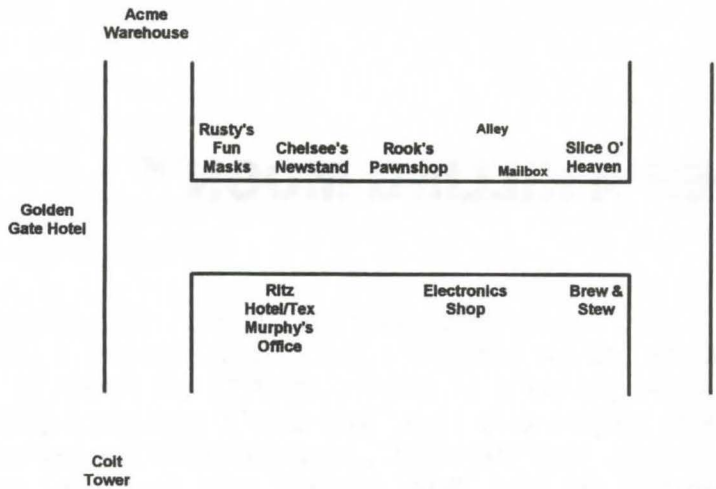 Acme
Warehouse
Rusty's
Fun
Masks
Chelsee's
Newstand
Rook's
Pawnshop
Alley
Mailbox
Slice O'
Heaven
Golden
Gate Hotel
Ritz
Hotel/Tex
Murphy's
Office
Electronics
Shop
Brew &
Stew
Coit
Tower